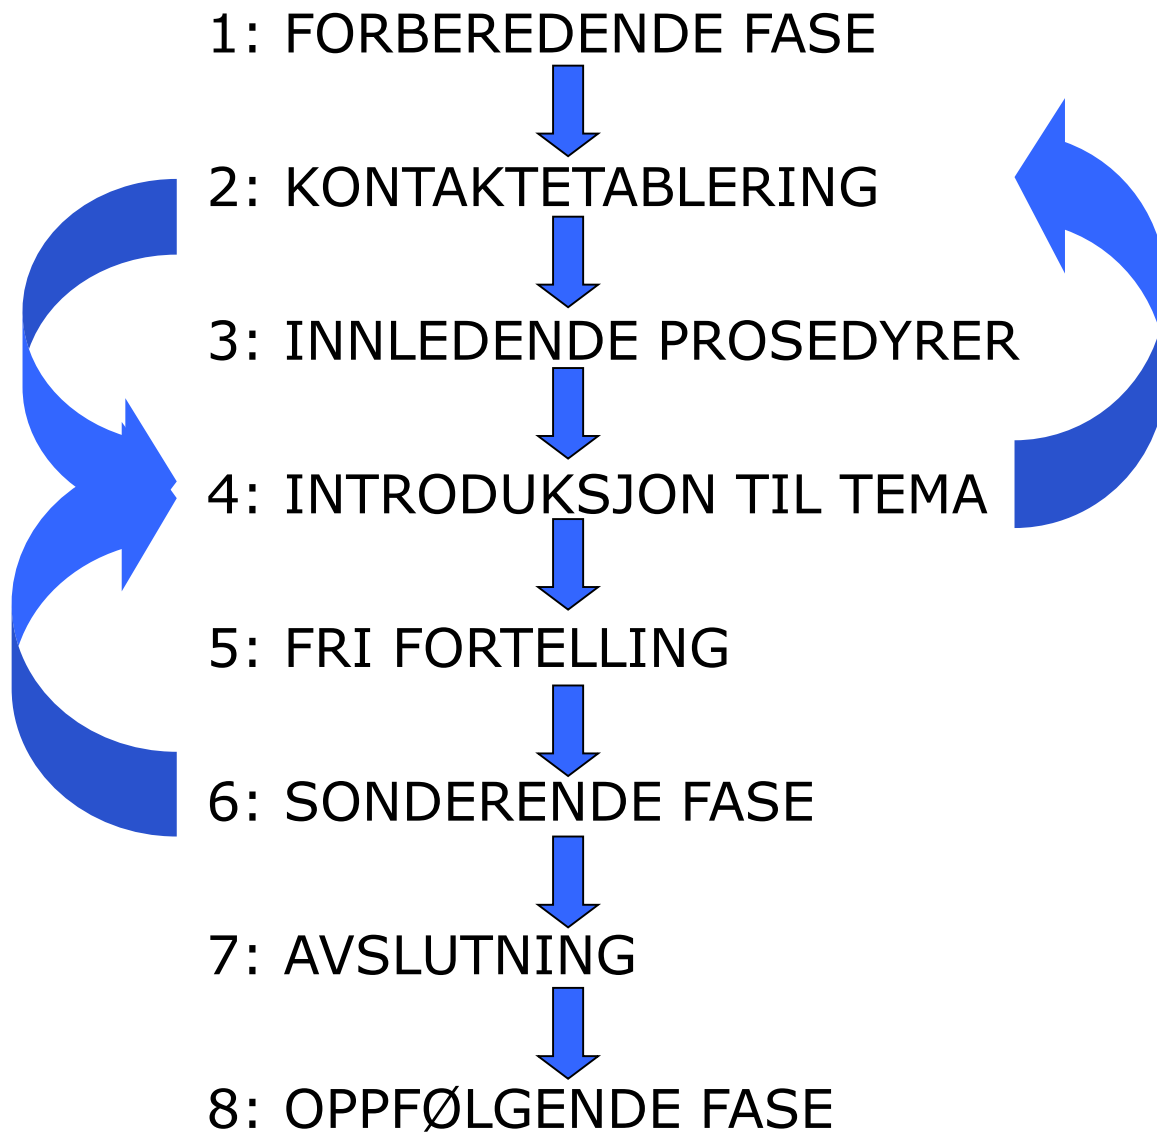 1: FORBEREDENDE FASE
2: KONTAKTETABLERING
3: INNLEDENDE PROSEDYRER
4: INTRODUKSJON TIL TEMA
5: FRI FORTELLING
6: SONDERENDE FASE
7: AVSLUTNING
8: OPPFØLGENDE FASE